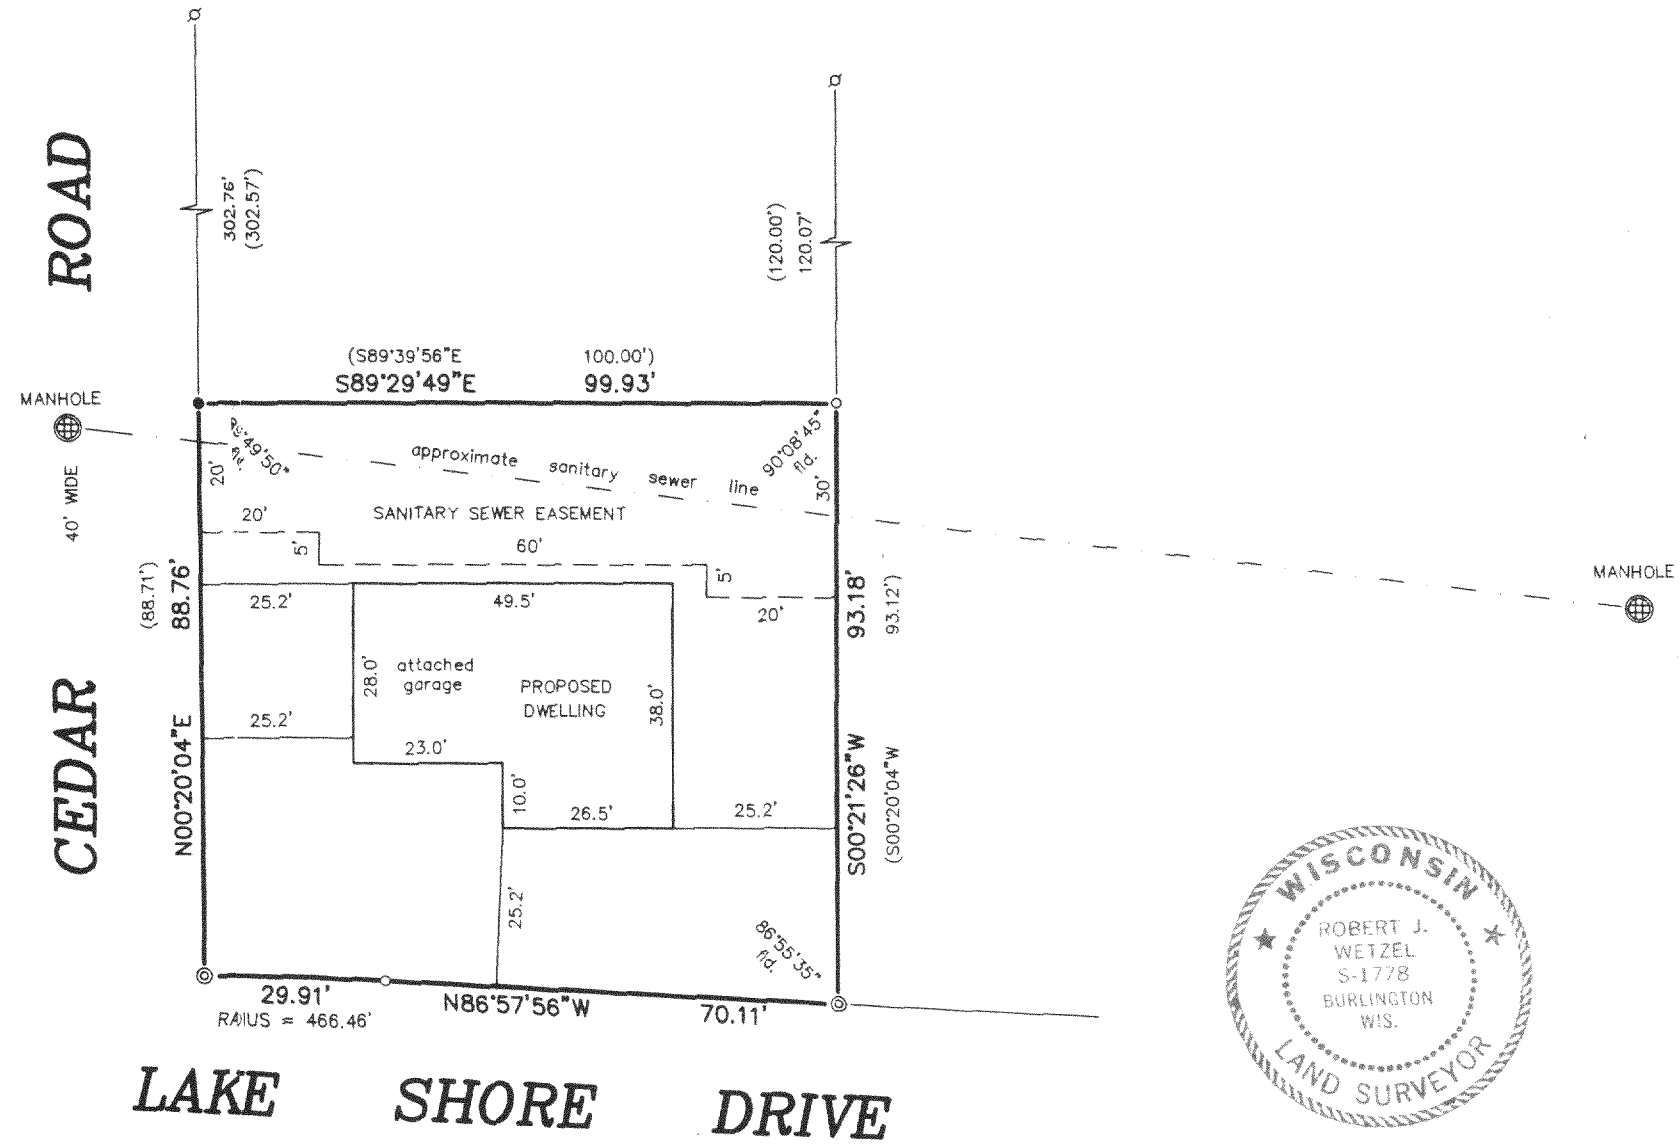 ROAD
302.76'
(302.57')
(120.00')
120.07'
(S89°39'56"E 100.00')
S89°29'49"E 99.93'
MANHOLE
40' WIDE
20'
°49'50"
fld.
approximate sanitary sewer line
90°08'45"
fld.
30'
SANITARY SEWER EASEMENT
20'
5'
60'
5'
20'
MANHOLE
(88.71')
88.76'
25.2'
49.5'
93.18'
93.12')
28.0'
attached
garage
PROPOSED
DWELLING
38.0'
25.2'
23.0'
10.0'
26.5'
25.2'
CEDAR
N00°20'04"E
S00°21'26"W
(S00°20'04"W
25.2'
86°55'35"
fld.
29.91'
RADIUS = 466.46'
N86°57'56"W
70.11'
LAKE SHORE DRIVE
WISCONSIN
ROBERT J.
WETZEL
S-1778
BURLINGTON
WIS.
LAND SURVEYOR